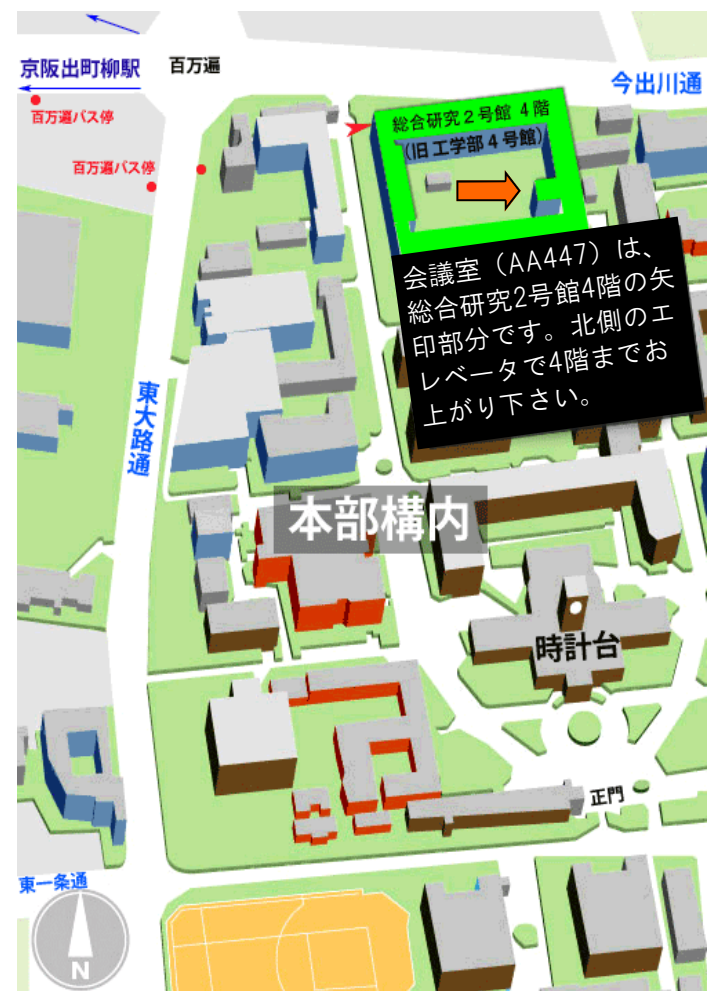 京阪出町柳駅
百万遍
今出川通
百万遍バス停
百万遍バス停
総合研究2号館 4階
(旧工学部4号館)
会議室（AA447）は、
総合研究2号館4階の矢
印部分です。北側のエ
レベータで4階までお
上がり下さい。
東大路通
本部構内
時計台
正門
東一条通
N